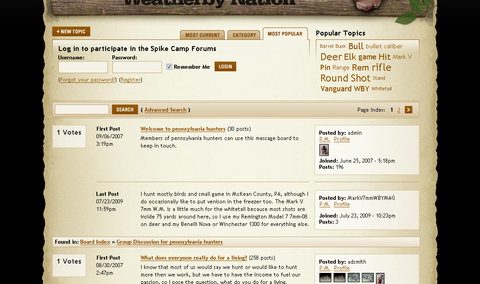 Weatherby Nation
+ NEW TOPIC
MOST CURRENT CATEGORY MOST POPULAR
Log in to participate in the Spike Camp Forums
Username: Password:
Remember Me LOGIN
(Forgot your password?) (Register)
Popular Topics
Barrel Buck Bull bullet caliber
Deer Elk game Hit Mark V
Pin Range Rem rifle
Round Shot Stand
Vanguard WBY Whitetail
SEARCH ( Advanced Search )
Page Index: 1 2 >
1 Votes
First Post
09/06/2007
3:19pm
Welcome to pennsylvania hunters (30 posts)
Members of pennsylvania hunters can use this message board to
keep in touch.
Posted by: admin
P.M. Profile
Joined: June 25, 2007 - 5:18pm
Posts: 196
Last Post
07/23/2009
11:59pm
I hunt mostly birds and small game in McKean County, PA, although I
do occasionally like to put venison in the freezer too. The Mark V
7mm W.M. is a little much for the whitetail because most shots are
inside 75 yards around here, so I use my Remington Model 7 7mm-08
on deer and my Benelli Nova or Winchester 1300 for everything else.
Posted by: MarkV7mmWBYMAG
P.M. Profile
Joined: July 23, 2009 - 10:23pm
Posts: 3
Found in: Board Index » Group Discussion for pennsylvania hunters
1 Votes
First Post
08/30/2007
2:47pm
What does everyone really do for a living? (258 posts)
I know that most of us would say we hunt or would like to hunt
more then we work, but we have to have the income to fuel our
passion, so I pose the question, what do you do for a living.
Posted by: sdsmith
P.M. Profile